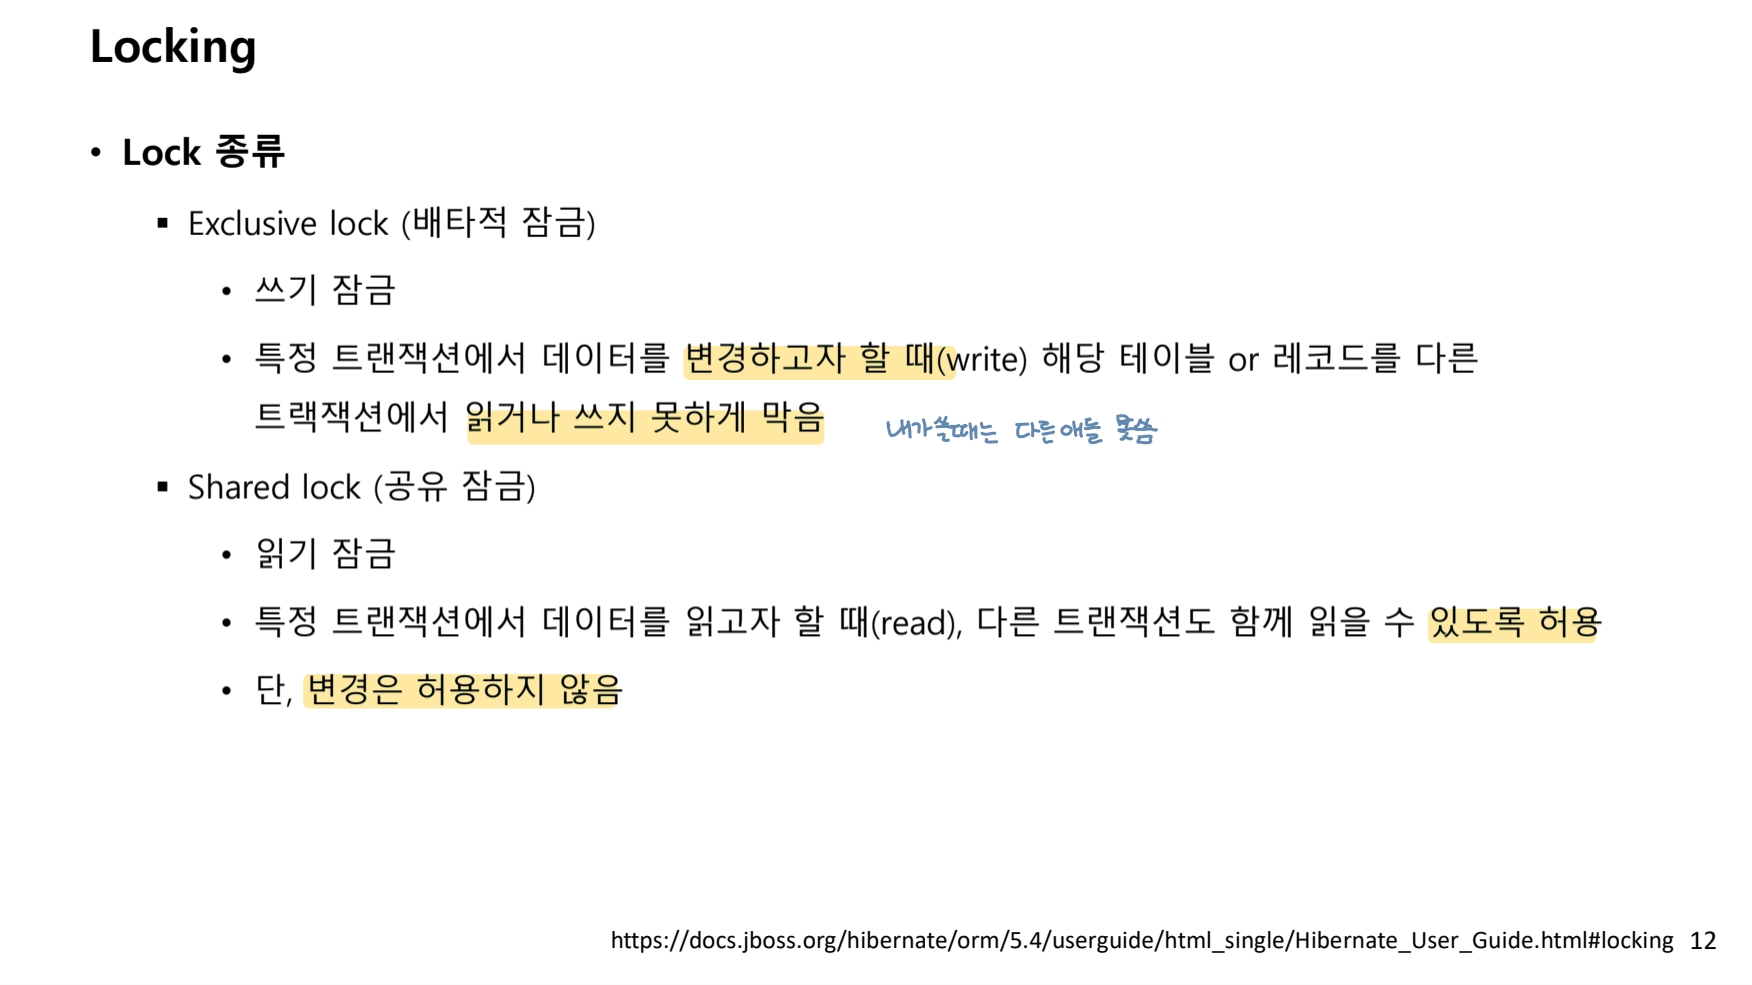 Locking
• Lock 종류
▪ Exclusive lock (배타적 잠금)
• 쓰기 잠금
• 특정 트랜잭션에서 데이터를 변경하고자 할 때(write) 해당 테이블 or 레코드를 다른
트랙잭션에서 읽거나 쓰지 못하게 막음
내가쓸때는 다른애들 못씀
▪ Shared lock (공유 잠금)
• 읽기 잠금
• 특정 트랜잭션에서 데이터를 읽고자 할 때(read), 다른 트랜잭션도 함께 읽을 수 있도록 허용
• 단, 변경은 허용하지 않음
https://docs.jboss.org/hibernate/orm/5.4/userguide/html_single/Hibernate_User_Guide.html#locking 12